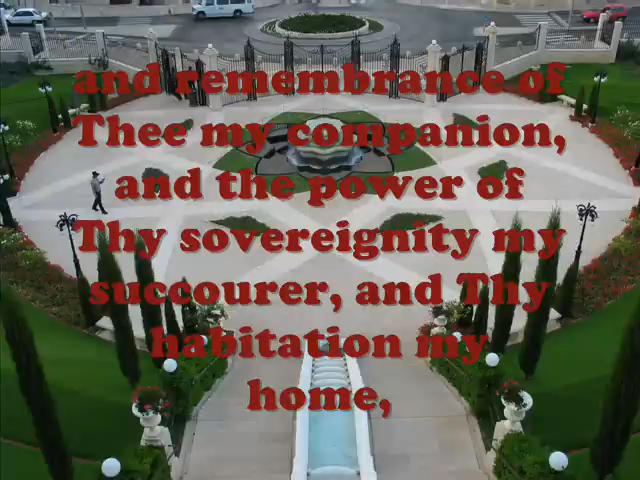 and remembrance of
Thee my companion,
and the power of
Thy sovereignity my
succourer, and Thy
habitation my
home,